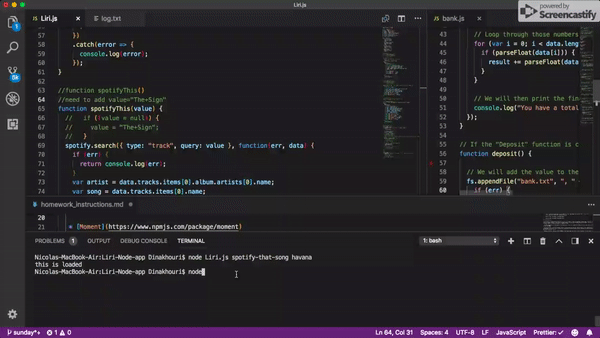 Liri.js
powered by
Screencastify
Liri.js
log.txt
bank.js
57 })
58 .catch(error => {
59 console.log(error);
60 });
61 }
62
63 //function spotifyThis()
64 //need to add value="The+Sign"
65 function spotifyThis(value) {
66 // if (!value = null) {
67 // value = "The+Sign";
68 // }
69 spotify.search({ type: "track", query: value }, function(err, data) {
70 if (err) {
71 return console.log(err);
72 }
73 var artist = data.tracks.items[0].album.artists[0].name;
74 var song = data.tracks.items[0].name;
43 // Loop through those numbers
44 for (var i = 0; i < data.leng
45 if (parseFloat(data[i])) {
46 result += parseFloat(data
47 }
48 }
49
50 // We will then print the fin
51 console.log("You have a total
52 });
53 }
54
55 // If the "Deposit" function is c
56 function deposit() {
57
58 // We will add the value to the
59 fs.appendFile("bank.txt", ", "
60 if (err) {
homework_instructions.md
20
21 * [Moment](https://www.npmjs.com/package/moment)
PROBLEMS 1 OUTPUT DEBUG CONSOLE TERMINAL 1: bash
Nicolas-MacBook-Air:Liri-Node-app Dinakhouri$ node Liri.js spotify-that-song havana
this is loaded
Nicolas-MacBook-Air:Liri-Node-app Dinakhouri$ node
sunday*+ 0 1 Ln 64, Col 31 Spaces: 4 UTF-8 LF JavaScript Prettier: ✓